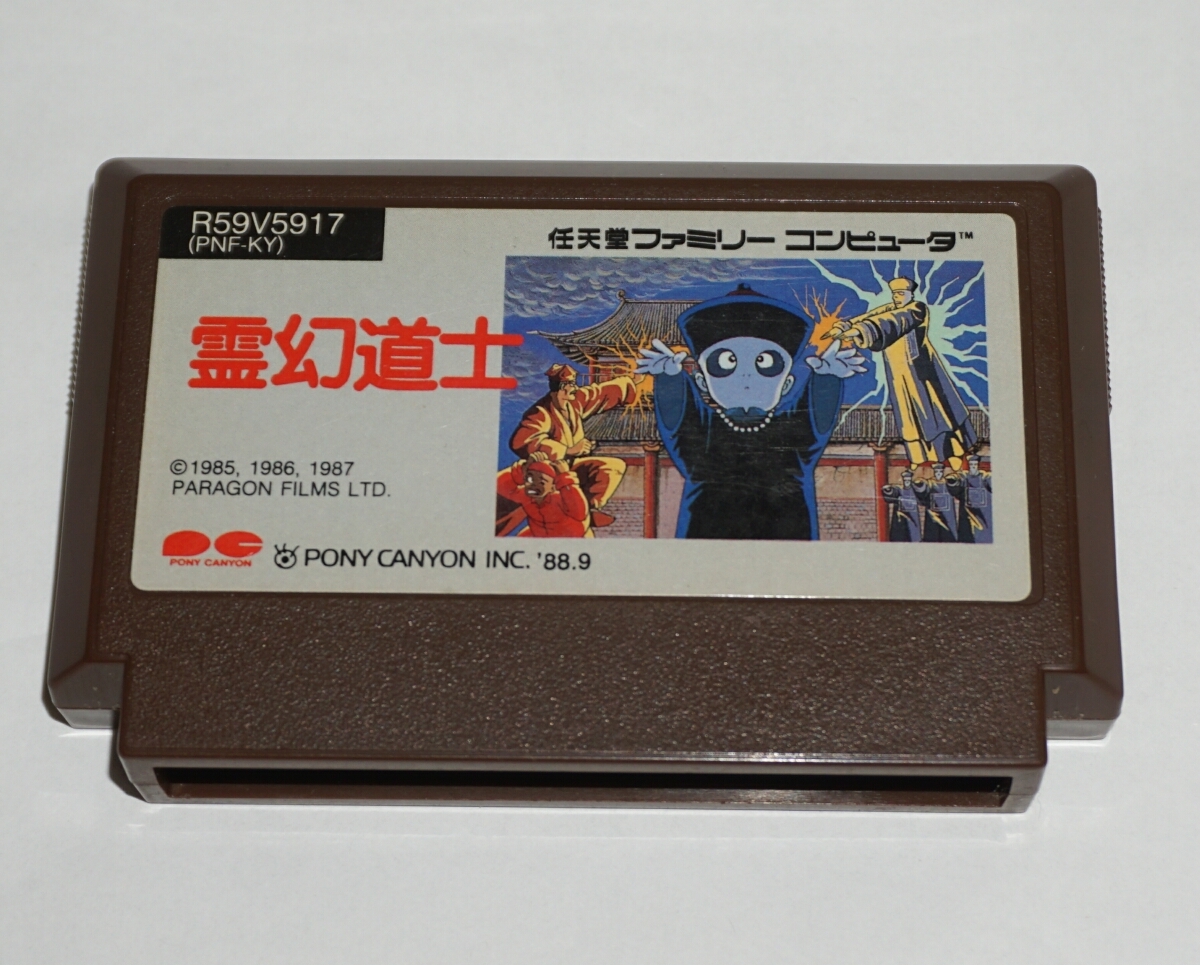 R59V5917
(PNF-KY)
任天堂ファミリー コンピュータ™
霊幻道士
©1985, 1986, 1987
PARAGON FILMS LTD.
PONY CANYON
PONY CANYON INC. '88.9